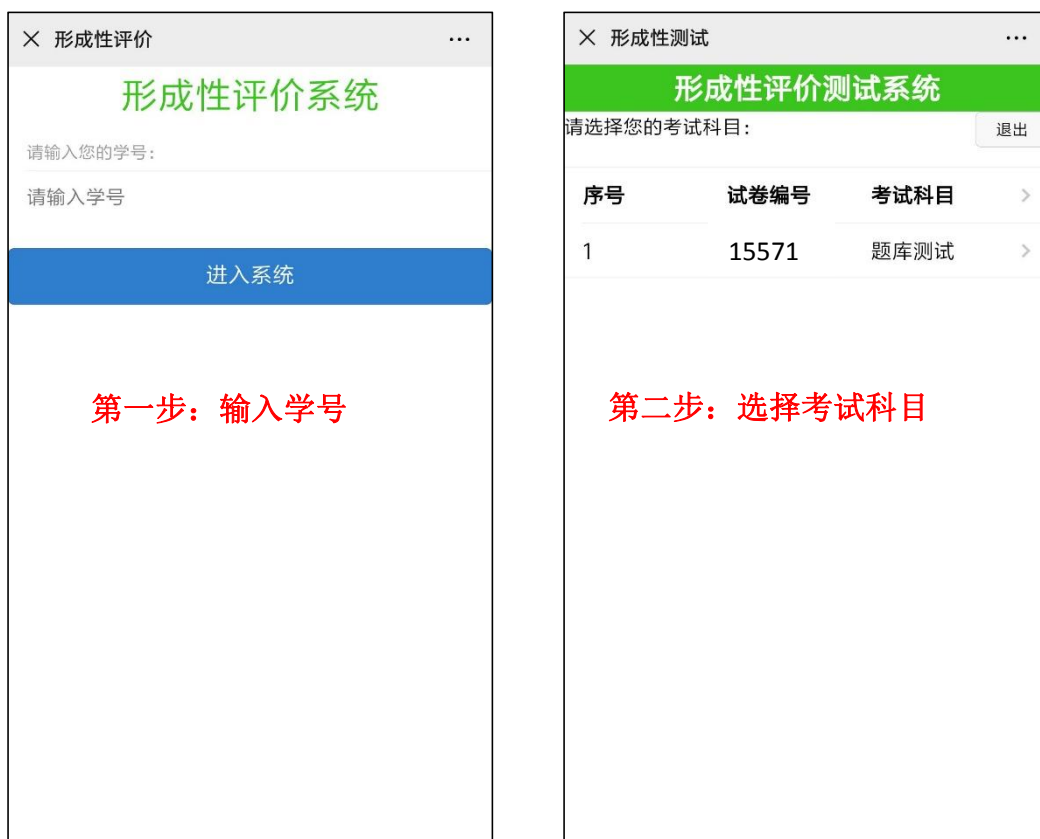 形成性评价
形成性评价系统
请输入您的学号：
请输入学号
进入系统
第一步：输入学号
形成性测试
形成性评价测试系统
请选择您的考试科目：
退出
序号 试卷编号 考试科目
1 15571 题库测试
第二步：选择考试科目